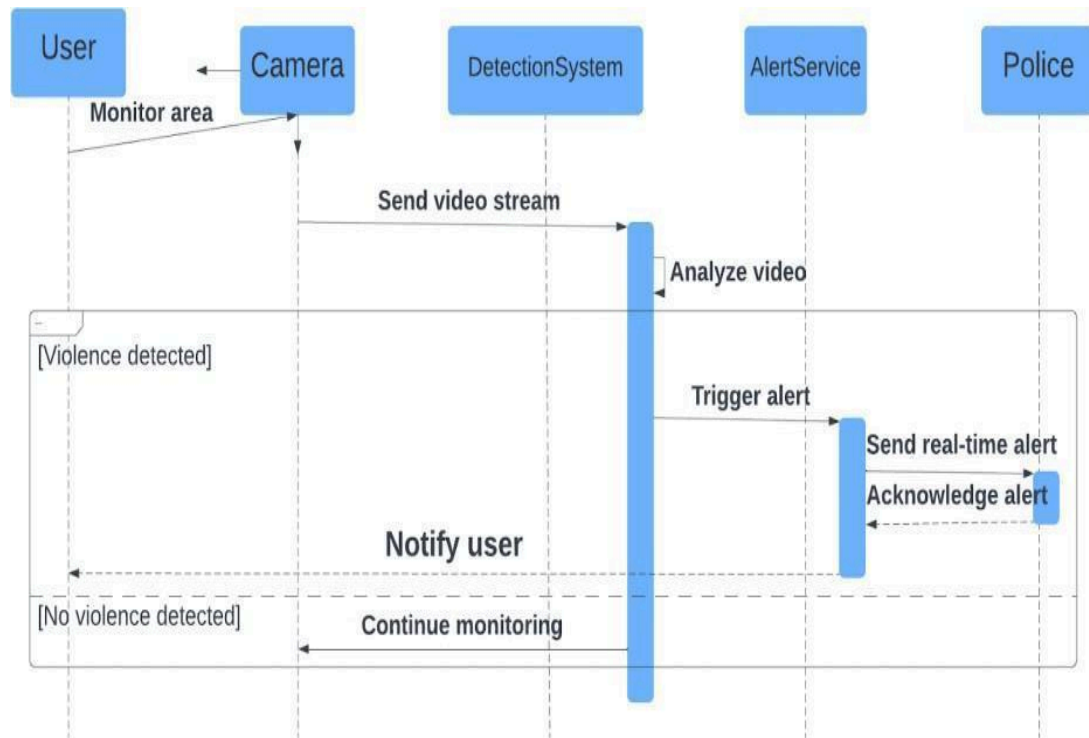 User
Camera
DetectionSystem
AlertService
Police
Monitor area
Send video stream
Analyze video
[Violence detected]
Trigger alert
Send real-time alert
Acknowledge alert
Notify user
[No violence detected]
Continue monitoring